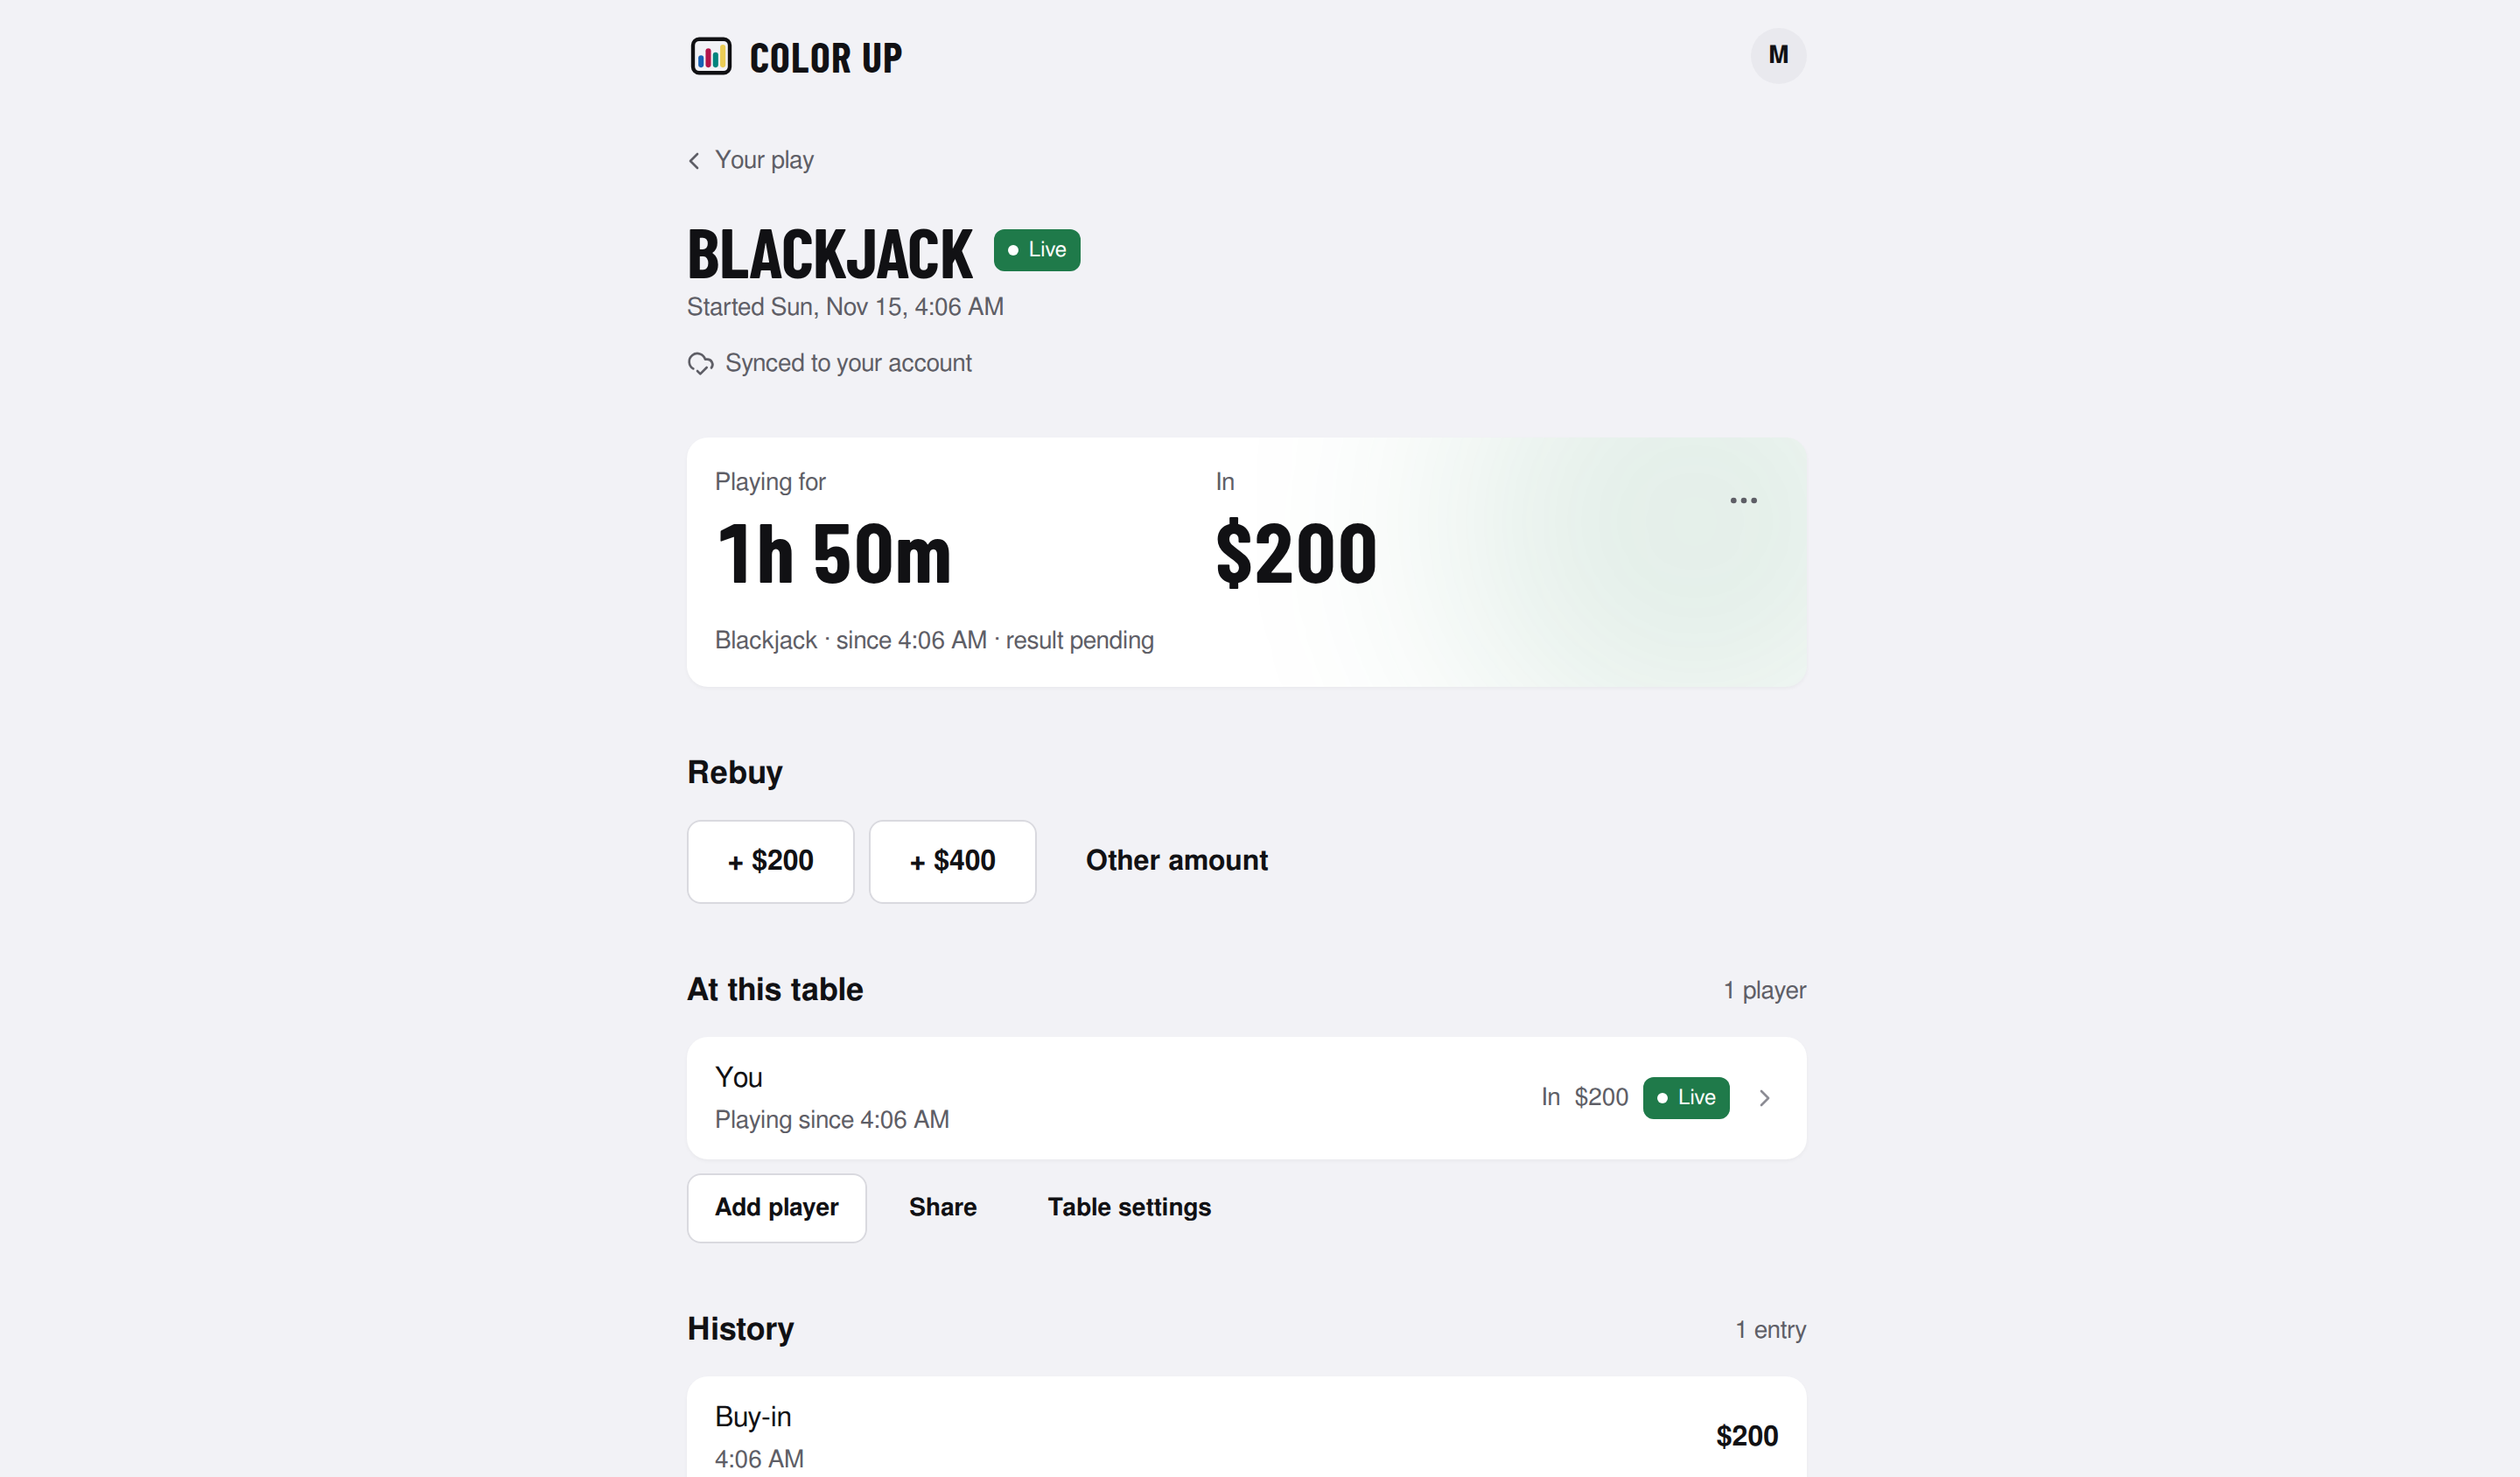 COLOR UP
M
Your play
BLACKJACK
Live
Started Sun, Nov 15, 4:06 AM
Synced to your account
Playing for
In
1h 50m
$200
Blackjack · since 4:06 AM · result pending
Rebuy
+ $200
+ $400
Other amount
At this table
1 player
You
Playing since 4:06 AM
In $200
Live
Add player
Share
Table settings
History
1 entry
Buy-in
4:06 AM
$200